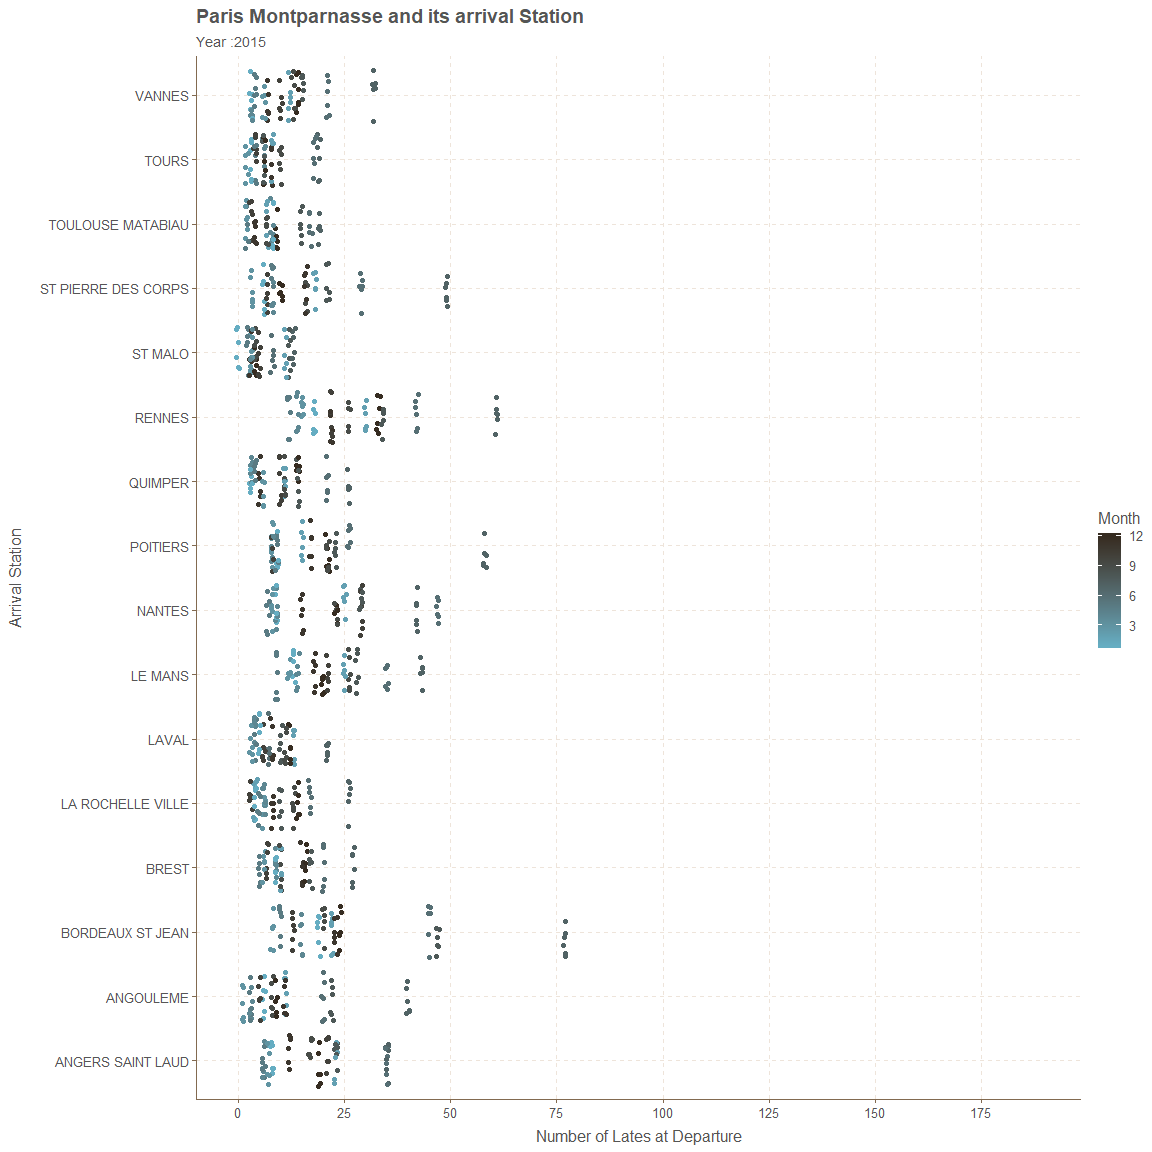 Paris Montparnasse and its arrival Station
Year :2015
VANNES
TOURS
TOULOUSE MATABIAU
ST PIERRE DES CORPS
ST MALO
RENNES
QUIMPER
POITIERS
NANTES
LE MANS
LAVAL
LA ROCHELLE VILLE
BREST
BORDEAUX ST JEAN
ANGOULEME
ANGERS SAINT LAUD
Arrival Station
0 25 50 75 100 125 150 175
Number of Lates at Departure
Month
12
9
6
3